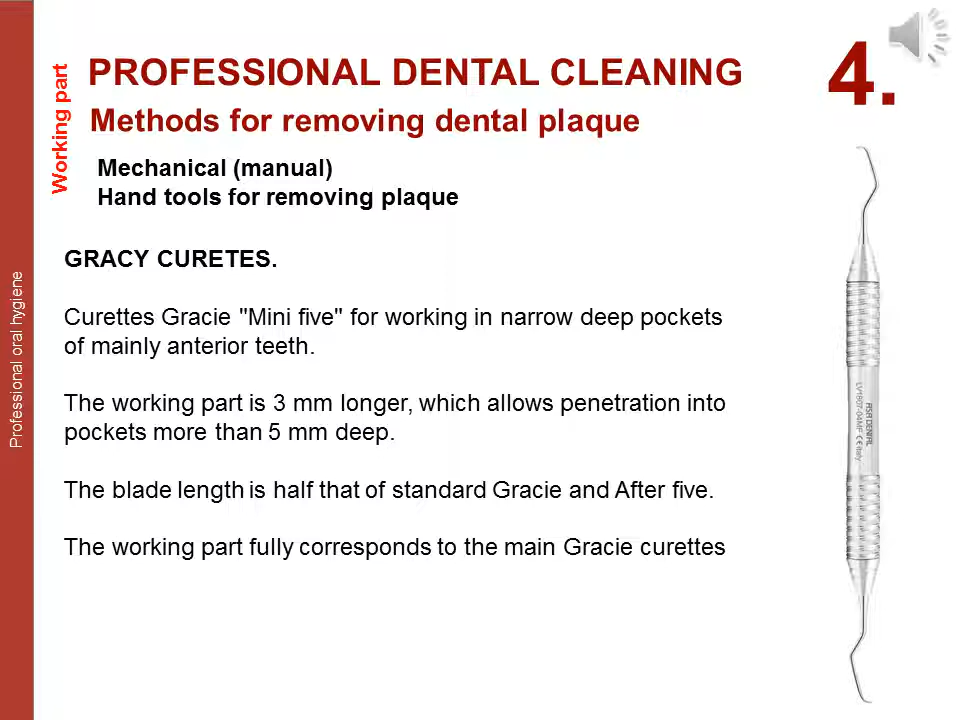 PROFESSIONAL DENTAL CLEANING
4.
Methods for removing dental plaque
Working part
Mechanical (manual)
Hand tools for removing plaque
GRACY CURETES.
Curettes Gracie "Mini five" for working in narrow deep pockets
of mainly anterior teeth.
The working part is 3 mm longer, which allows penetration into
pockets more than 5 mm deep.
The blade length is half that of standard Gracie and After five.
The working part fully corresponds to the main Gracie curettes
Professional oral hygiene
ASA DENTAL
LV1807-04MF CE Italy